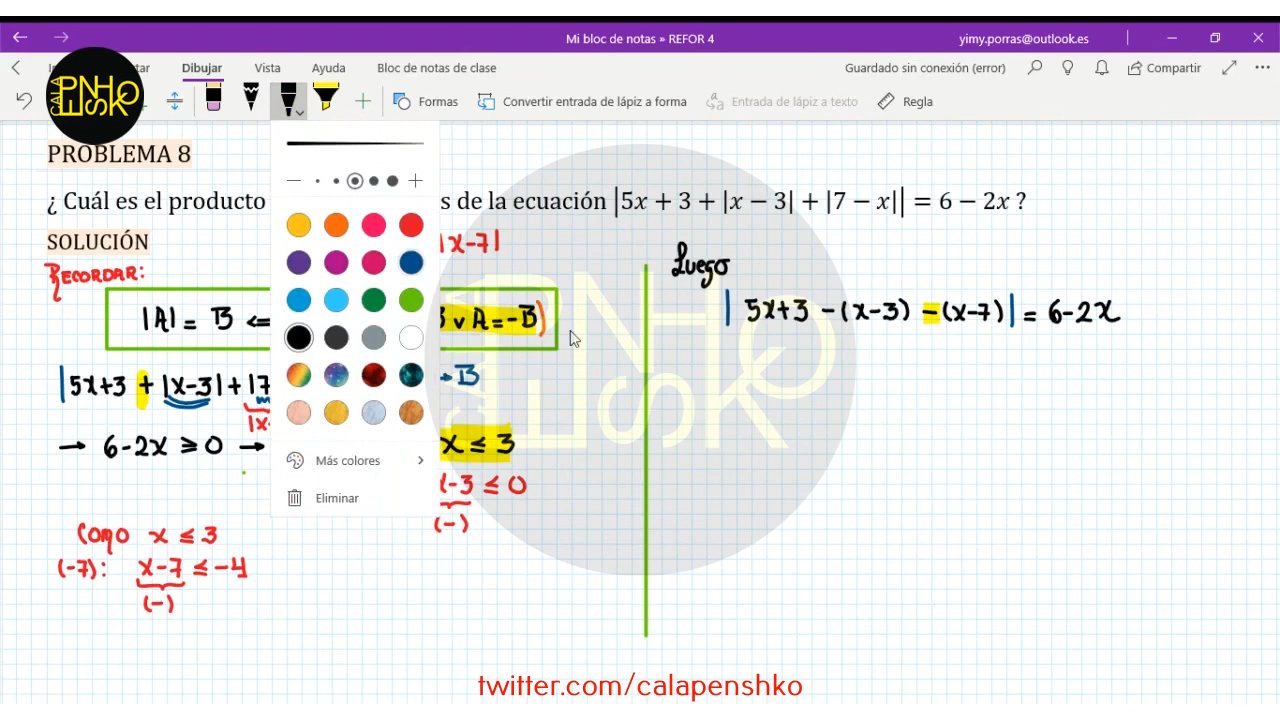 Mi bloc de notas » REFOR 4
yimy.porras@outlook.es
Dibujar Vista Ayuda Bloc de notas de clase
Guardado sin conexión (error) Compartir
Formas Convertir entrada de lápiz a forma Entrada de lápiz a texto Regla
CALA PENSHKO
PROBLEMA 8
¿ Cuál es el producto s de la ecuación |5x + 3 + |x − 3| + |7 − x|| = 6 − 2x ?
SOLUCIÓN
|x-7|
RECORDAR:
|A| = B ⇐ B v A = -B)
|5x+3 + |x-3| + |7 - B
|x-
→ 6-2x ≥ 0 → x ≤ 3
x-3 ≤ 0
(-)
Como x ≤ 3
(-7): x-7 ≤ -4
(-)
Luego
| 5x+3 -(x-3) -(x-7)| = 6-2x
Más colores
Eliminar
twitter.com/calapenshko